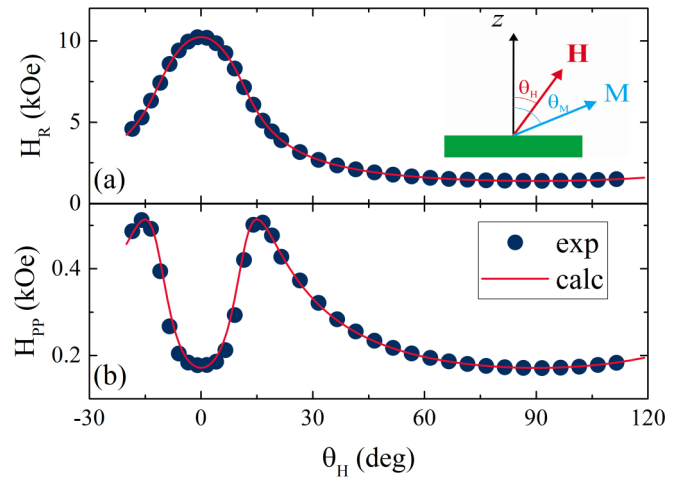 10
5
0
H_R (kOe)
(a)
z
H
θ_H
θ_M
M
0.4
0.2
H_PP (kOe)
exp
calc
(b)
-30
0
30
60
90
120
θ_H (deg)